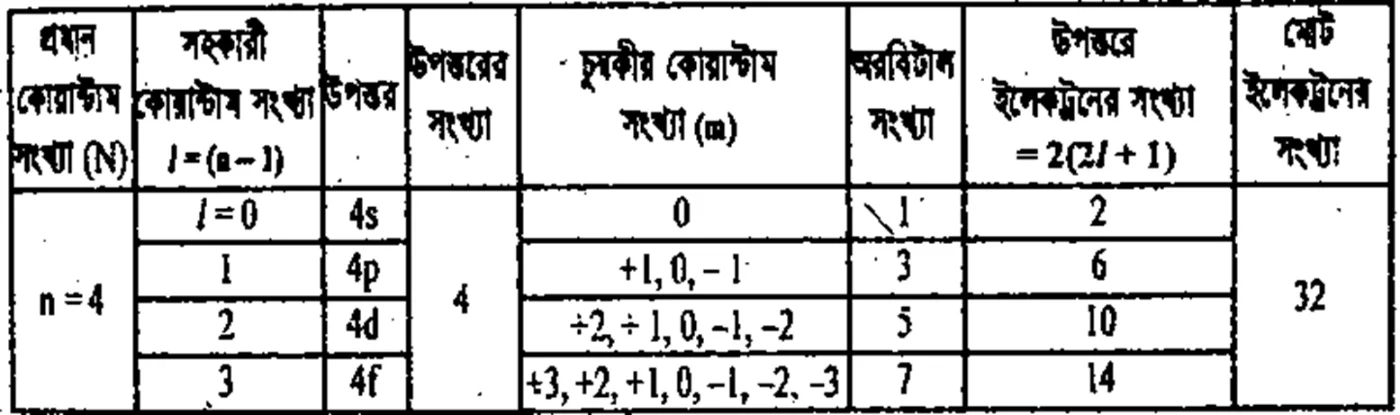 প্রধান কোয়ান্টাম সংখ্যা (N) | সহকারী কোয়ান্টাম সংখ্যা l = (n – 1) | উপস্তর | উপস্তরের সংখ্যা | চুম্বকীয় কোয়ান্টাম সংখ্যা (m) | অরবিটাল সংখ্যা | উপস্তরে ইলেকট্রনের সংখ্যা = 2(2l + 1) | মোট ইলেকট্রনের সংখ্যা
n = 4 | l = 0 | 4s | 4 | 0 | 1 | 2 | 32
1 | 4p | +1, 0, – 1 | 3 | 6
2 | 4d | +2, + 1, 0, –1, –2 | 5 | 10
3 | 4f | +3, +2, +1, 0, –1, –2, –3 | 7 | 14